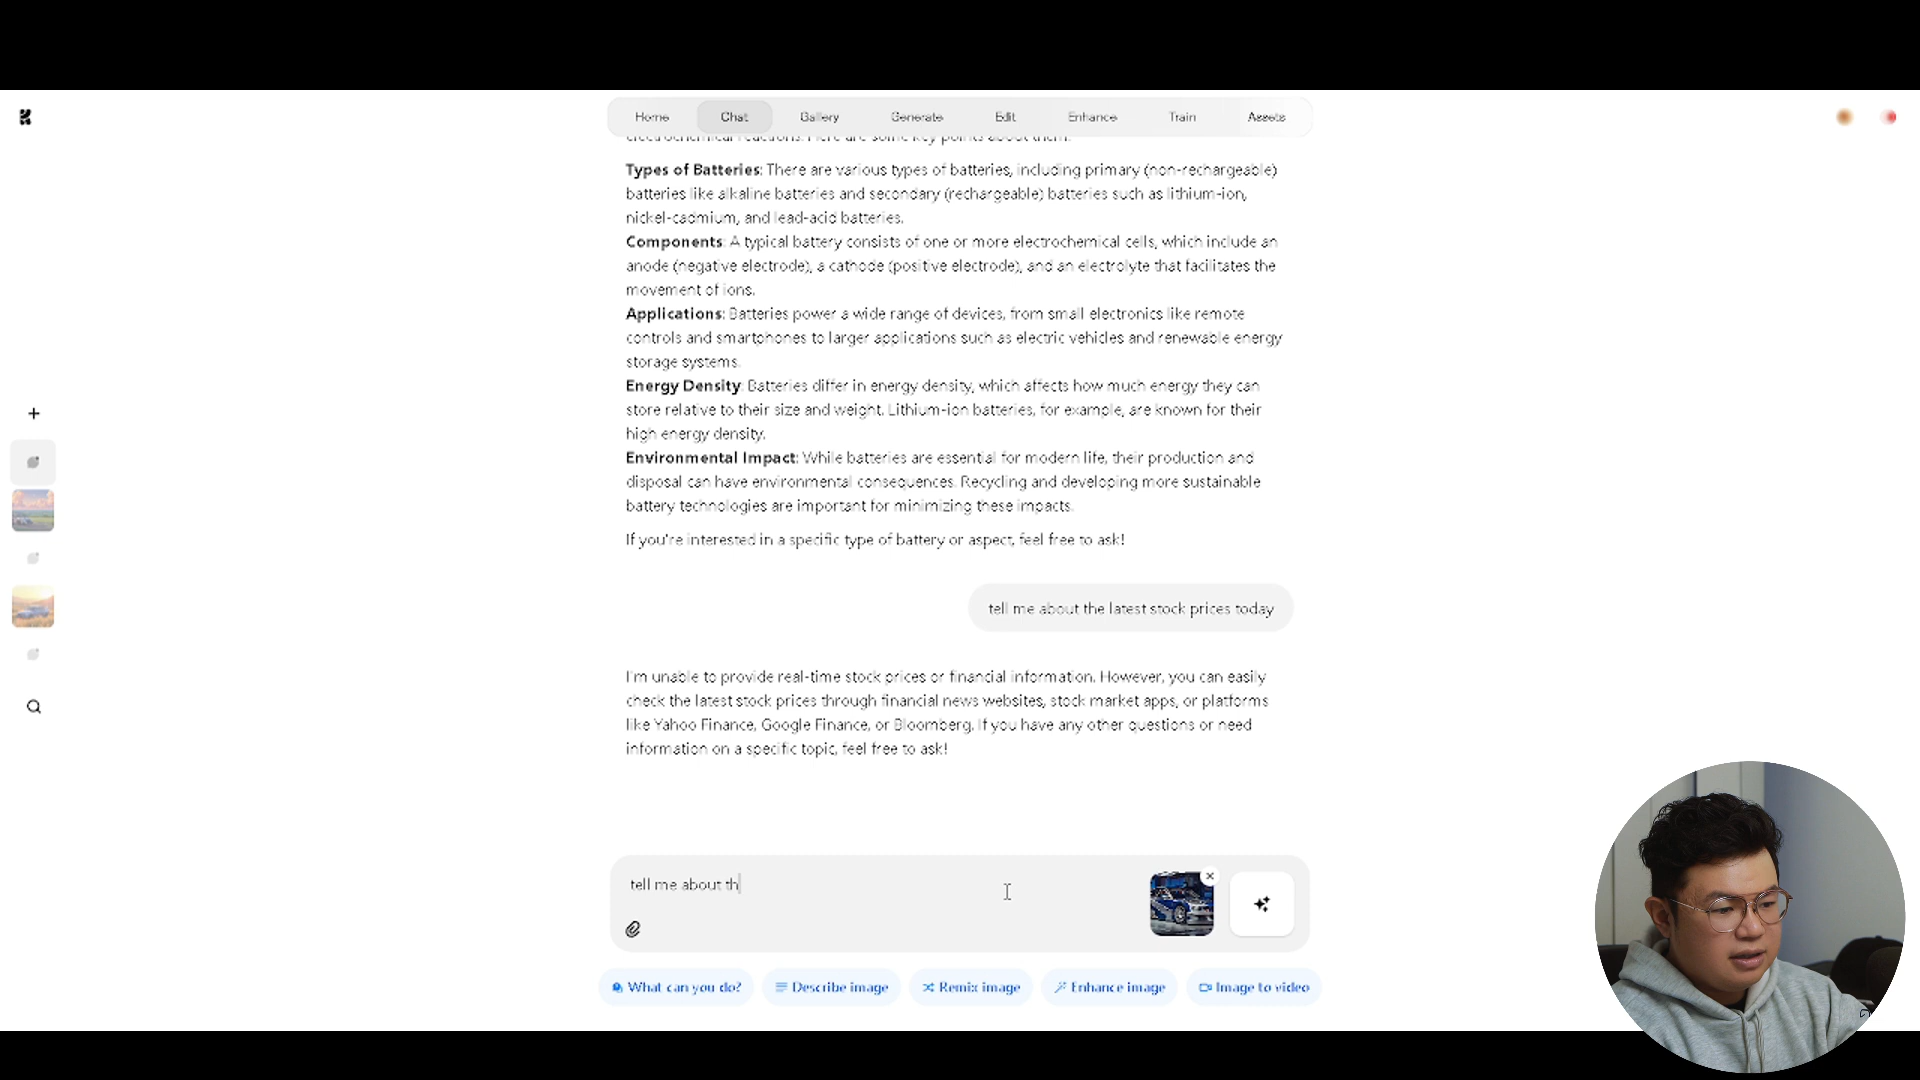 Home Chat Gallery Generate Edit Enhance Train Assets
electrochemical reactions. Here are some key points about them:
Types of Batteries: There are various types of batteries, including primary (non-rechargeable)
batteries like alkaline batteries and secondary (rechargeable) batteries such as lithium-ion,
nickel-cadmium, and lead-acid batteries.
Components: A typical battery consists of one or more electrochemical cells, which include an
anode (negative electrode), a cathode (positive electrode), and an electrolyte that facilitates the
movement of ions.
Applications: Batteries power a wide range of devices, from small electronics like remote
controls and smartphones to larger applications such as electric vehicles and renewable energy
storage systems.
Energy Density: Batteries differ in energy density, which affects how much energy they can
store relative to their size and weight. Lithium-ion batteries, for example, are known for their
high energy density.
Environmental Impact: While batteries are essential for modern life, their production and
disposal can have environmental consequences. Recycling and developing more sustainable
battery technologies are important for minimizing these impacts.
If you're interested in a specific type of battery or aspect, feel free to ask!
tell me about the latest stock prices today
I'm unable to provide real-time stock prices or financial information. However, you can easily
check the latest stock prices through financial news websites, stock market apps, or platforms
like Yahoo Finance, Google Finance, or Bloomberg. If you have any other questions or need
information on a specific topic, feel free to ask!
tell me about th
What can you do? Describe image Remix image Enhance image Image to video